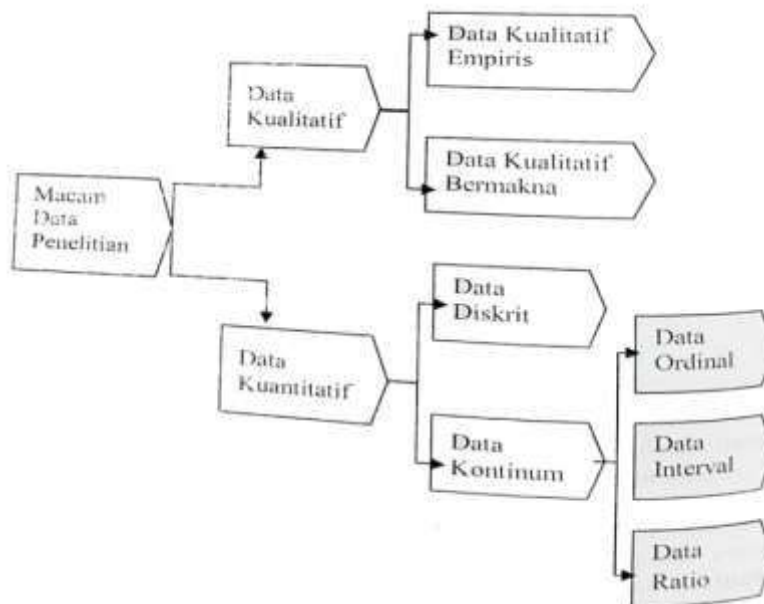 Data Kualitatif
Empiris
Data
Kualitatif
Data Kualitatif
Bermakna
Macam
Data
Penelitian
Data
Diskrit
Data
Kuantitatif
Data
Kontinum
Data
Ordinal
Data
Interval
Data
Ratio